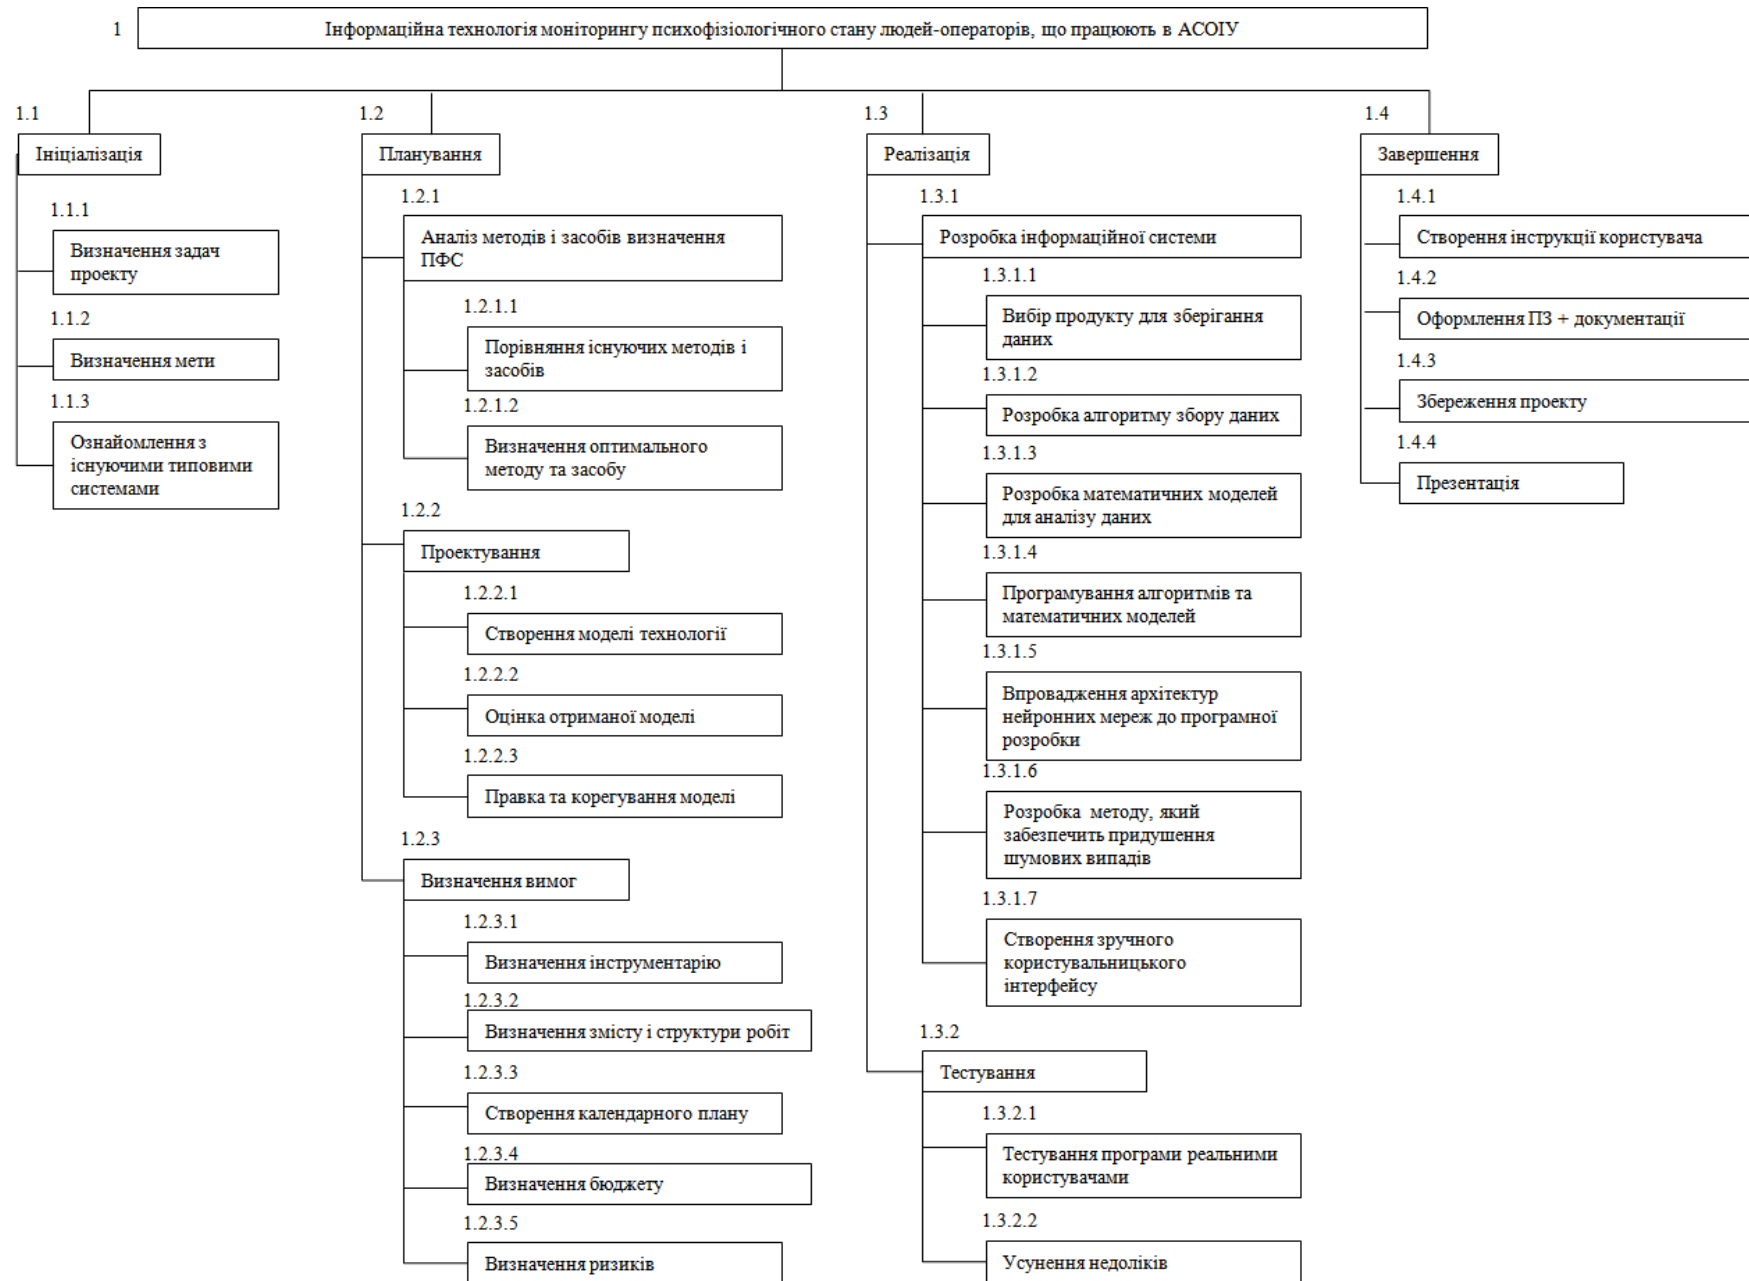 1
Інформаційна технологія моніторингу психофізіологічного стану людей-операторів, що працюють в АСОІУ
1.1
Ініціалізація
1.1.1
Визначення задач
проекту
1.1.2
Визначення мети
1.1.3
Ознайомлення з
існуючими типовими
системами
1.2
Планування
1.2.1
Аналіз методів і засобів визначення
ПФС
1.2.1.1
Порівняння існуючих методів і
засобів
1.2.1.2
Визначення оптимального
методу та засобу
1.2.2
Проектування
1.2.2.1
Створення моделі технології
1.2.2.2
Оцінка отриманої моделі
1.2.2.3
Правка та корегування моделі
1.2.3
Визначення вимог
1.2.3.1
Визначення інструментарію
1.2.3.2
Визначення змісту і структури робіт
1.2.3.3
Створення календарного плану
1.2.3.4
Визначення бюджету
1.2.3.5
Визначення ризиків
1.3
Реалізація
1.3.1
Розробка інформаційної системи
1.3.1.1
Вибір продукту для зберігання
даних
1.3.1.2
Розробка алгоритму збору даних
1.3.1.3
Розробка математичних моделей
для аналізу даних
1.3.1.4
Програмування алгоритмів та
математичних моделей
1.3.1.5
Впровадження архітектур
нейронних мереж до програмної
розробки
1.3.1.6
Розробка методу, який
забезпечить придушення
шумових випадів
1.3.1.7
Створення зручного
користувальницького
інтерфейсу
1.3.2
Тестування
1.3.2.1
Тестування програми реальними
користувачами
1.3.2.2
Усунення недоліків
1.4
Завершення
1.4.1
Створення інструкції користувача
1.4.2
Оформлення ПЗ + документації
1.4.3
Збереження проекту
1.4.4
Презентація